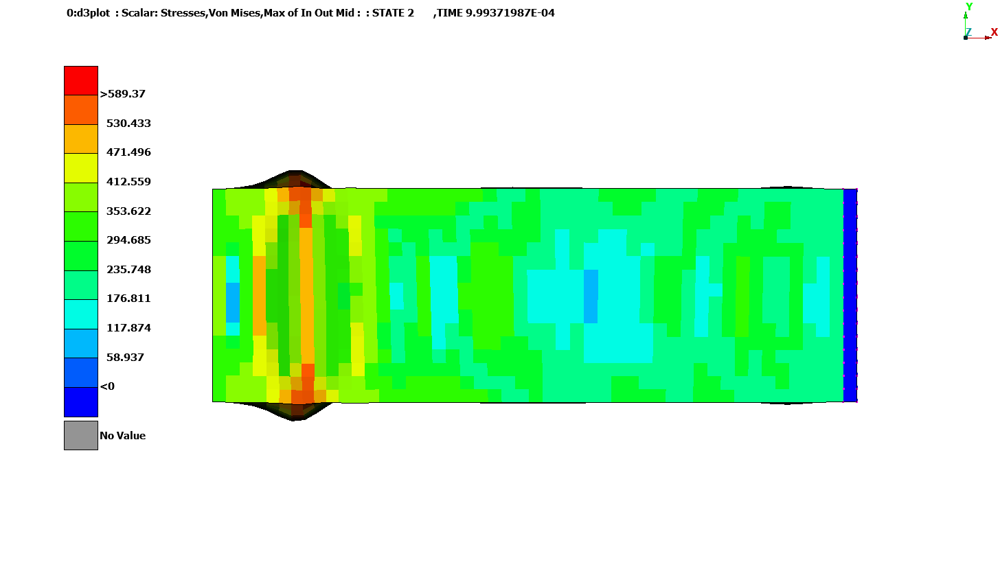 0:d3plot : Scalar: Stresses,Von Mises,Max of In Out Mid : : STATE 2 ,TIME 9.99371987E-04
Y
Z X
>589.37
530.433
471.496
412.559
353.622
294.685
235.748
176.811
117.874
58.937
<0
No Value